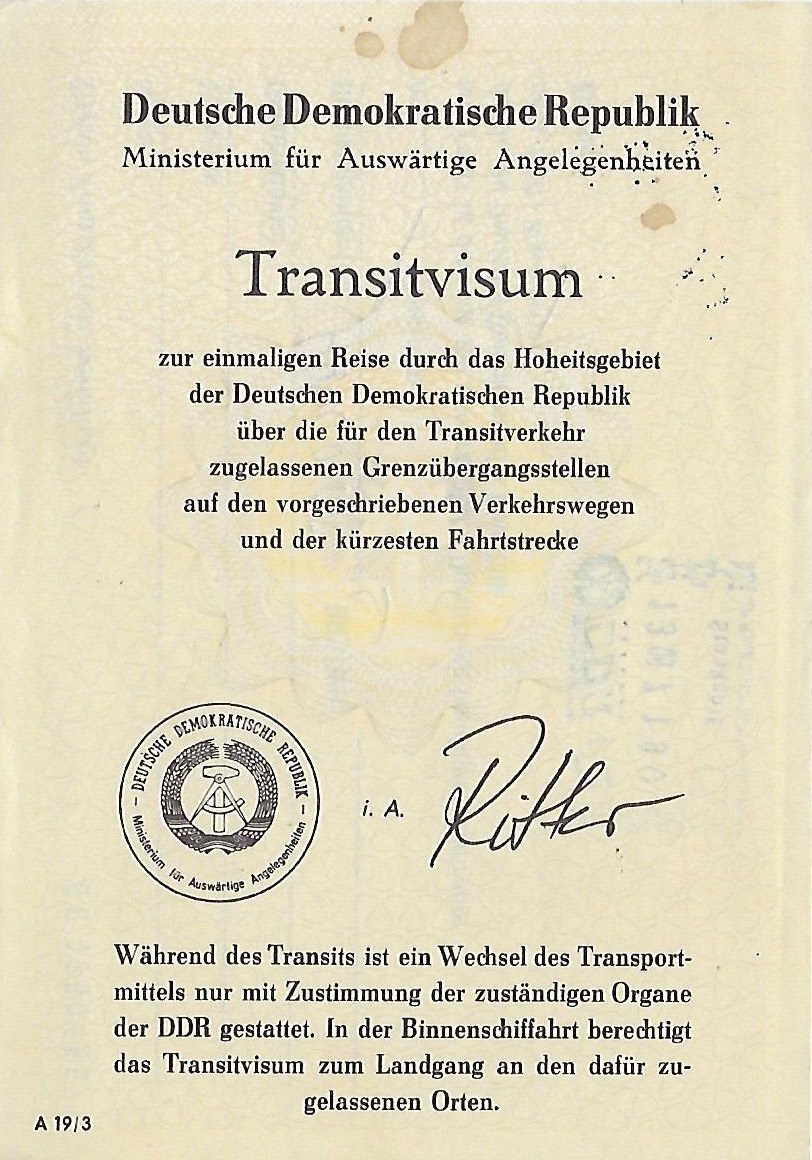 Deutsche Demokratische Republik
Ministerium für Auswärtige Angelegenheiten
Transitvisum
zur einmaligen Reise durch das Hoheitsgebiet
der Deutschen Demokratischen Republik
über die für den Transitverkehr
zugelassenen Grenzübergangsstellen
auf den vorgeschriebenen Verkehrswegen
und der kürzesten Fahrtstrecke
DEUTSCHE DEMOKRATISCHE REPUBLIK
Ministerium für Auswärtige Angelegenheiten
i. A. Ritter
Während des Transits ist ein Wechsel des Transport-
mittels nur mit Zustimmung der zuständigen Organe
der DDR gestattet. In der Binnenschiffahrt berechtigt
das Transitvisum zum Landgang an den dafür zu-
gelassenen Orten.
A 19/3